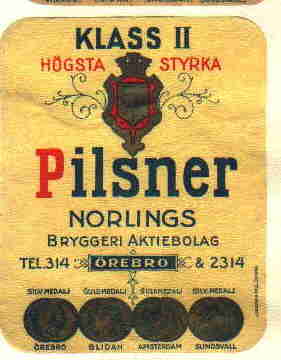 KLASS II
HÖGSTA STYRKA
Pilsner
NORLINGS
BRYGGERI AKTIEBOLAG
TEL. 314 ÖREBRO & 2314
SILV. MEDALJ GULDMEDALJ SILV. MEDALJ SILV. MEDALJ
ÖREBRO BLIDAH AMSTERDAM SUNDSVALL